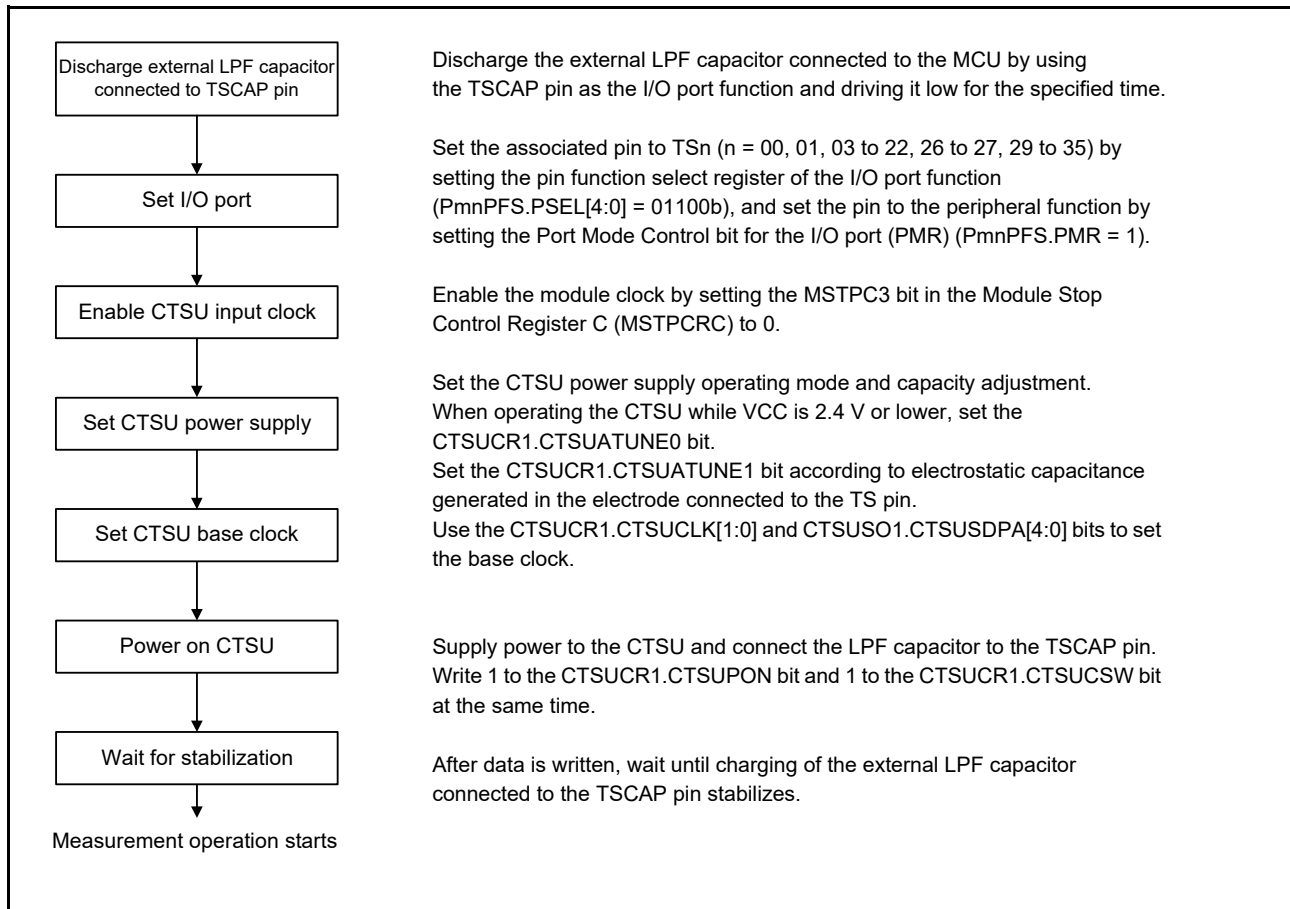 Discharge external LPF capacitor
connected to TSCAP pin
Discharge the external LPF capacitor connected to the MCU by using
the TSCAP pin as the I/O port function and driving it low for the specified time.
Set I/O port
Set the associated pin to TSn (n = 00, 01, 03 to 22, 26 to 27, 29 to 35) by
setting the pin function select register of the I/O port function
(PmnPFS.PSEL[4:0] = 01100b), and set the pin to the peripheral function by
setting the Port Mode Control bit for the I/O port (PMR) (PmnPFS.PMR = 1).
Enable CTSU input clock
Enable the module clock by setting the MSTPC3 bit in the Module Stop
Control Register C (MSTPCRC) to 0.
Set CTSU power supply
Set the CTSU power supply operating mode and capacity adjustment.
When operating the CTSU while VCC is 2.4 V or lower, set the
CTSUCR1.CTSUATUNE0 bit.
Set the CTSUCR1.CTSUATUNE1 bit according to electrostatic capacitance
generated in the electrode connected to the TS pin.
Set CTSU base clock
Use the CTSUCR1.CTSUCLK[1:0] and CTSUSO1.CTSUSDPA[4:0] bits to set
the base clock.
Power on CTSU
Supply power to the CTSU and connect the LPF capacitor to the TSCAP pin.
Write 1 to the CTSUCR1.CTSUPON bit and 1 to the CTSUCR1.CTSUCSW bit
at the same time.
Wait for stabilization
After data is written, wait until charging of the external LPF capacitor
connected to the TSCAP pin stabilizes.
Measurement operation starts